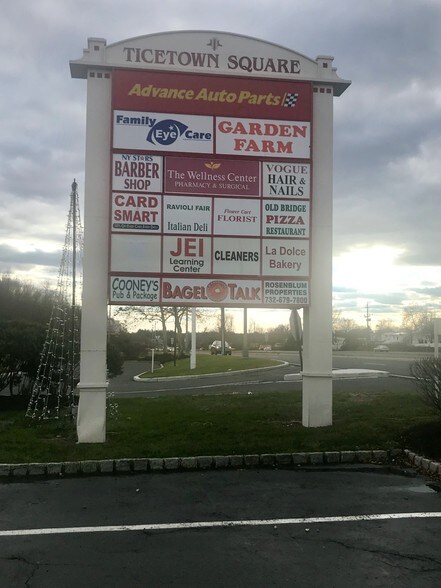 TICETOWN SQUARE
Advance Auto Parts
Family
Eye Care
GARDEN
FARM
NY STARS
BARBER
SHOP
The Wellness Center
PHARMACY & SURGICAL
VOGUE
HAIR &
NAILS
CARD
SMART
RAVIOLI FAIR
Italian Deli
Flower Cart
FLORIST
OLD BRIDGE
PIZZA
RESTAURANT
JEI
Learning
Center
CLEANERS
La Dolce
Bakery
COONEY'S
Pub & Package
BAGEL TALK
ROSENBLUM
PROPERTIES
732-678-7800